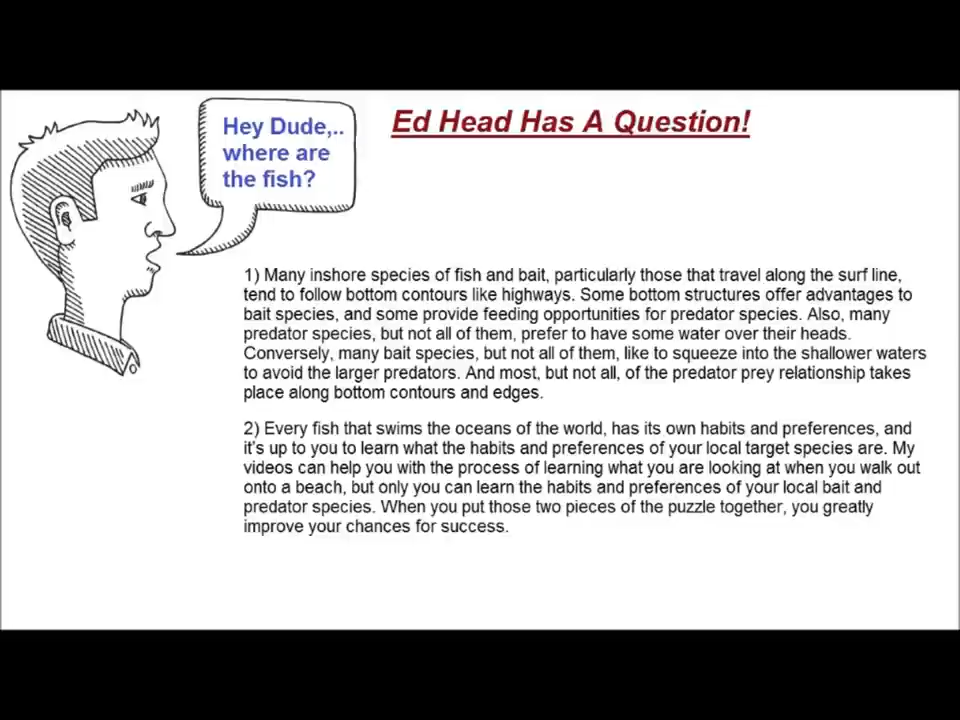 Ed Head Has A Question!
Hey Dude,..
where are
the fish?
1) Many inshore species of fish and bait, particularly those that travel along the surf line,
tend to follow bottom contours like highways. Some bottom structures offer advantages to
bait species, and some provide feeding opportunities for predator species. Also, many
predator species, but not all of them, prefer to have some water over their heads.
Conversely, many bait species, but not all of them, like to squeeze into the shallower waters
to avoid the larger predators. And most, but not all, of the predator prey relationship takes
place along bottom contours and edges.
2) Every fish that swims the oceans of the world, has its own habits and preferences, and
it's up to you to learn what the habits and preferences of your local target species are. My
videos can help you with the process of learning what you are looking at when you walk out
onto a beach, but only you can learn the habits and preferences of your local bait and
predator species. When you put those two pieces of the puzzle together, you greatly
improve your chances for success.